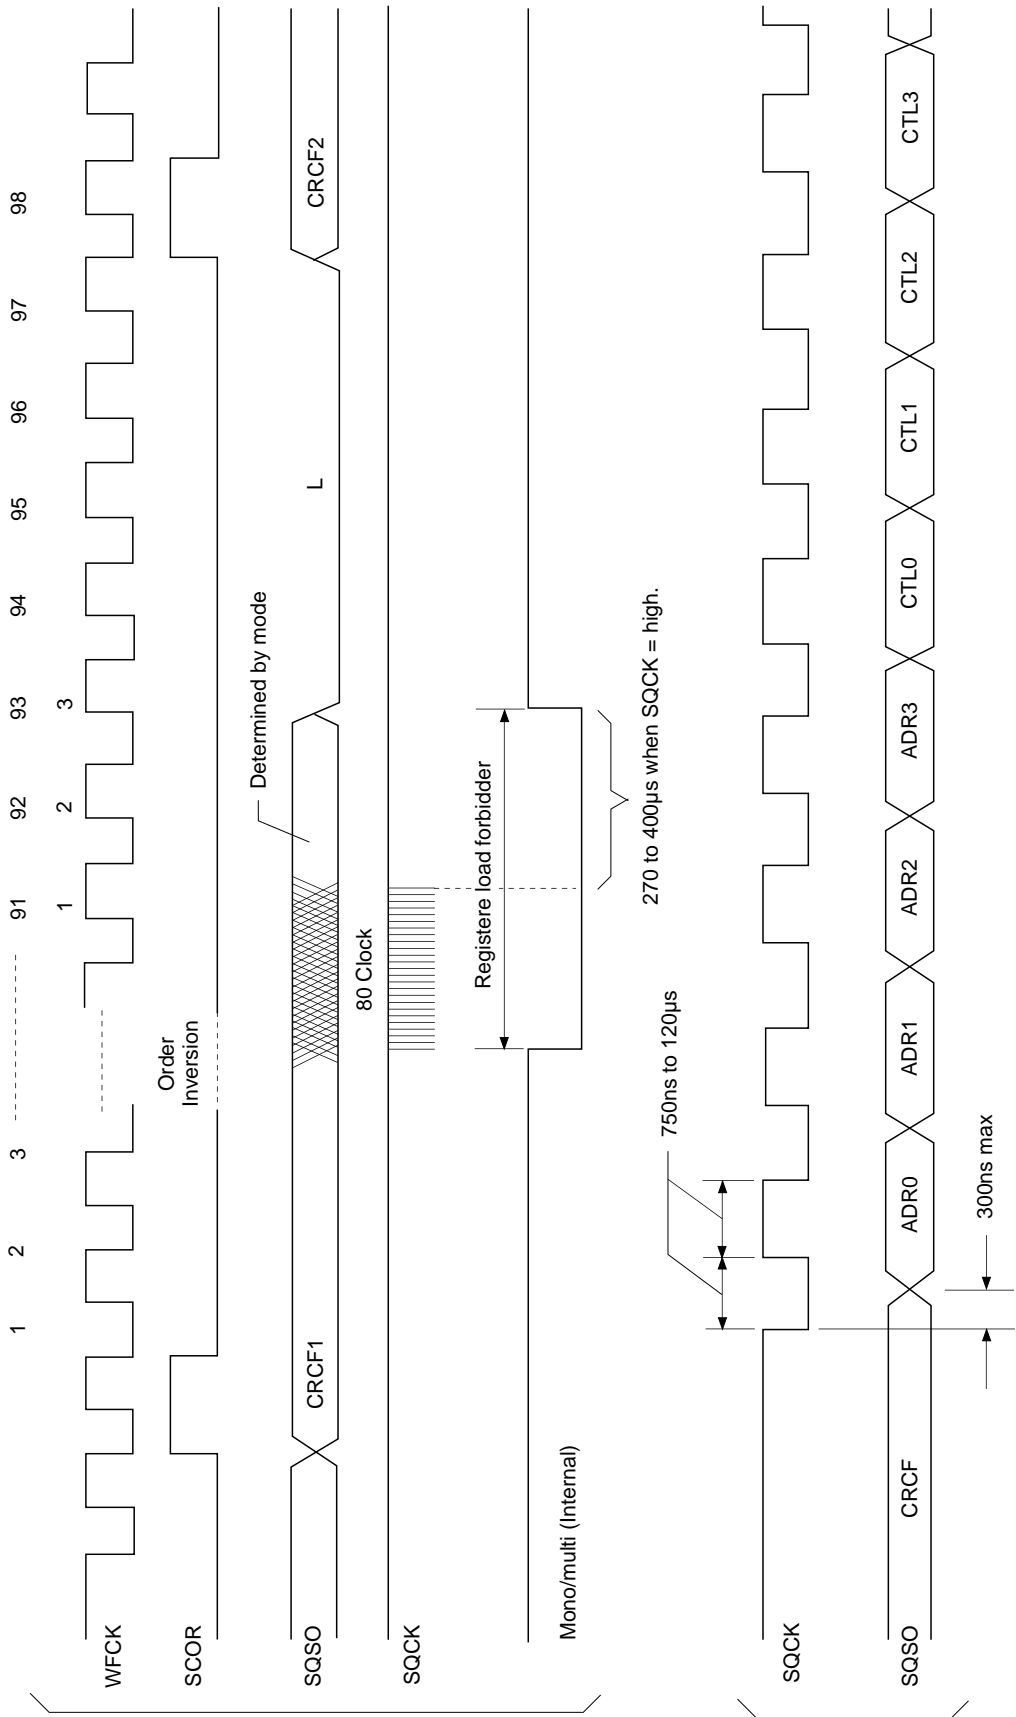 1 2 3 91 92 93 94 95 96 97 98
1 2 3
WFCK
SCOR
Order
Inversion
Determined by mode
SQSO
CRCF1
L
CRCF2
80 Clock
SQCK
Registere load forbidder
Mono/multi (Internal)
270 to 400µs when SQCK = high.
750ns to 120µs
SQCK
SQSO
CRCF
ADR0
ADR1
ADR2
ADR3
CTL0
CTL1
CTL2
CTL3
300ns max